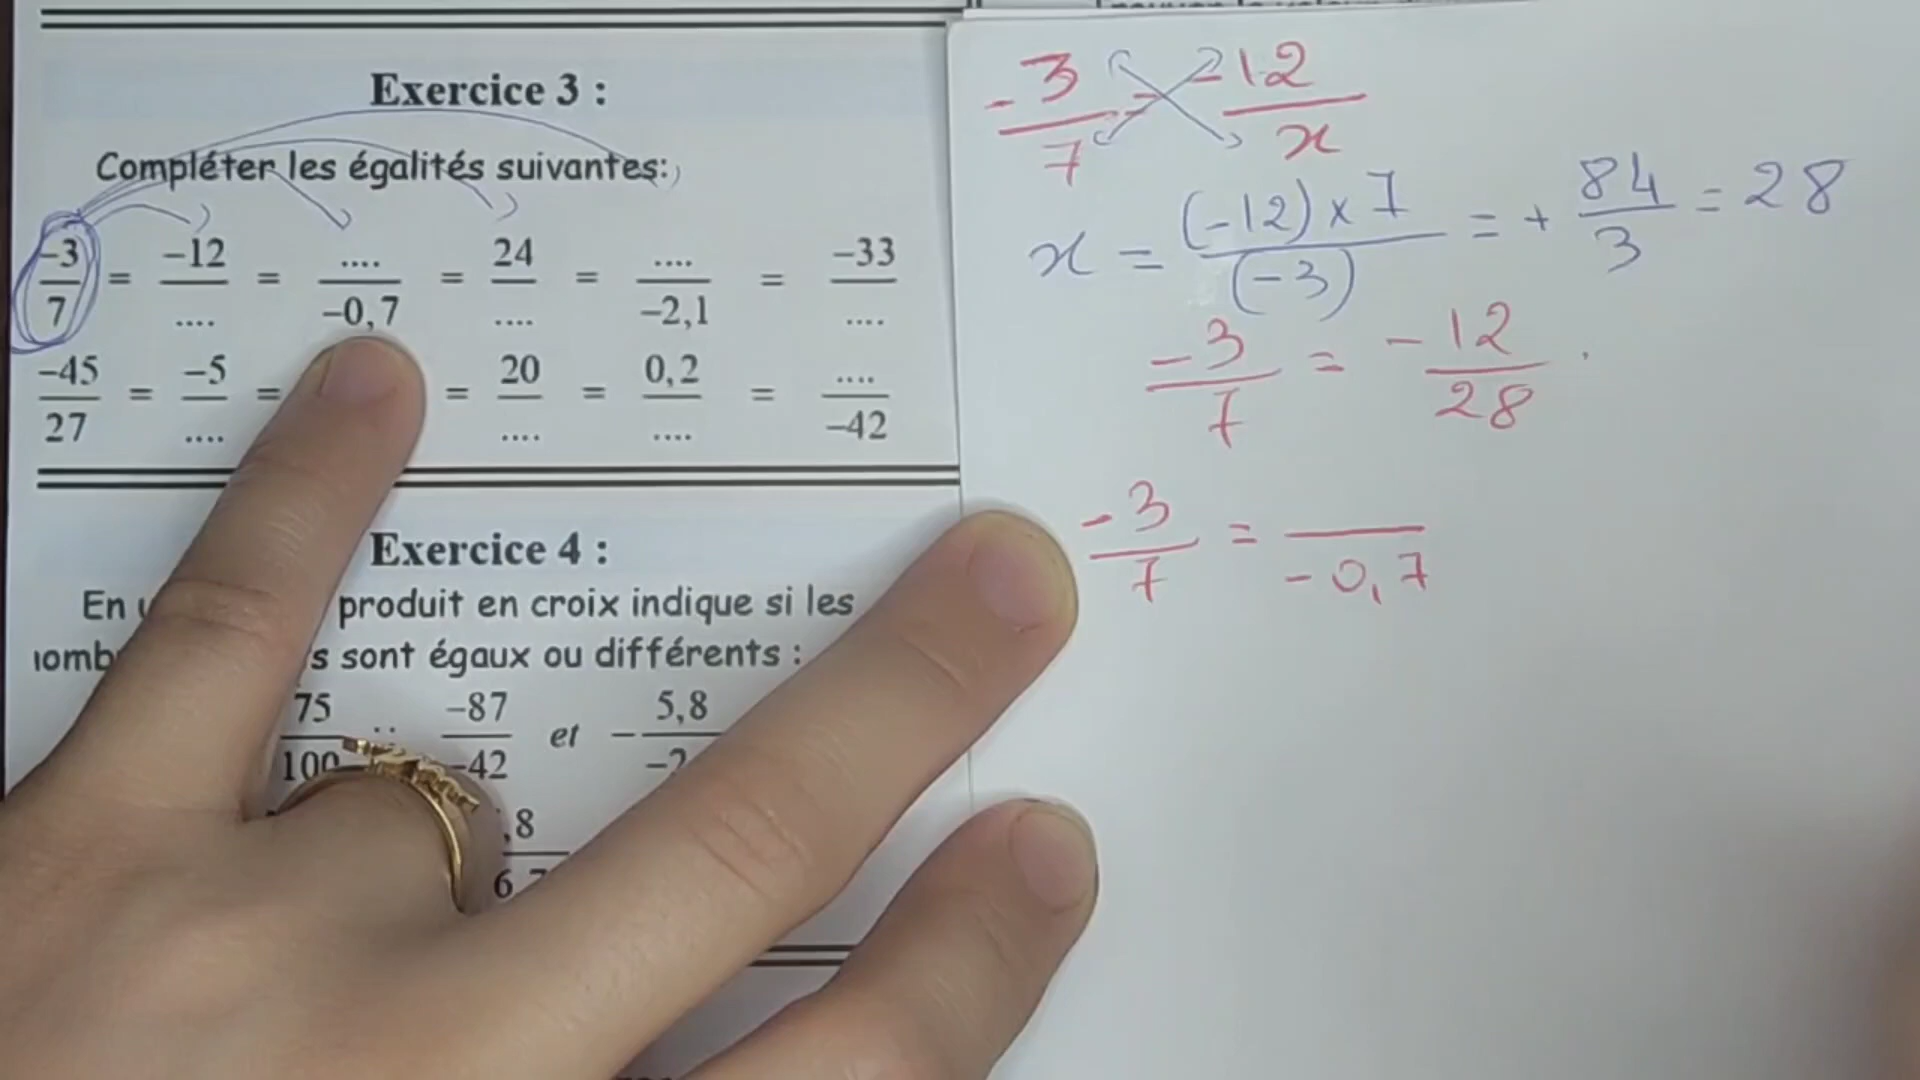 Exercice 3 :
Compléter les égalités suivantes:
-3/7 = -12/.... = ..../-0,7 = 24/.... = ..../-2,1 = -33/....
-45/27 = -5/.... = = 20/.... = 0,2/.... = ..../-42
Exercice 4 :
En produit en croix indique si les
sont égaux ou différents :
75/100 -87/-42 et - 5,8/
-3/7 = -12/x
x = (-12) x 7/(-3) = + 84/3 = 28
-3/7 = -12/28 .
-3/7 = /-0,7